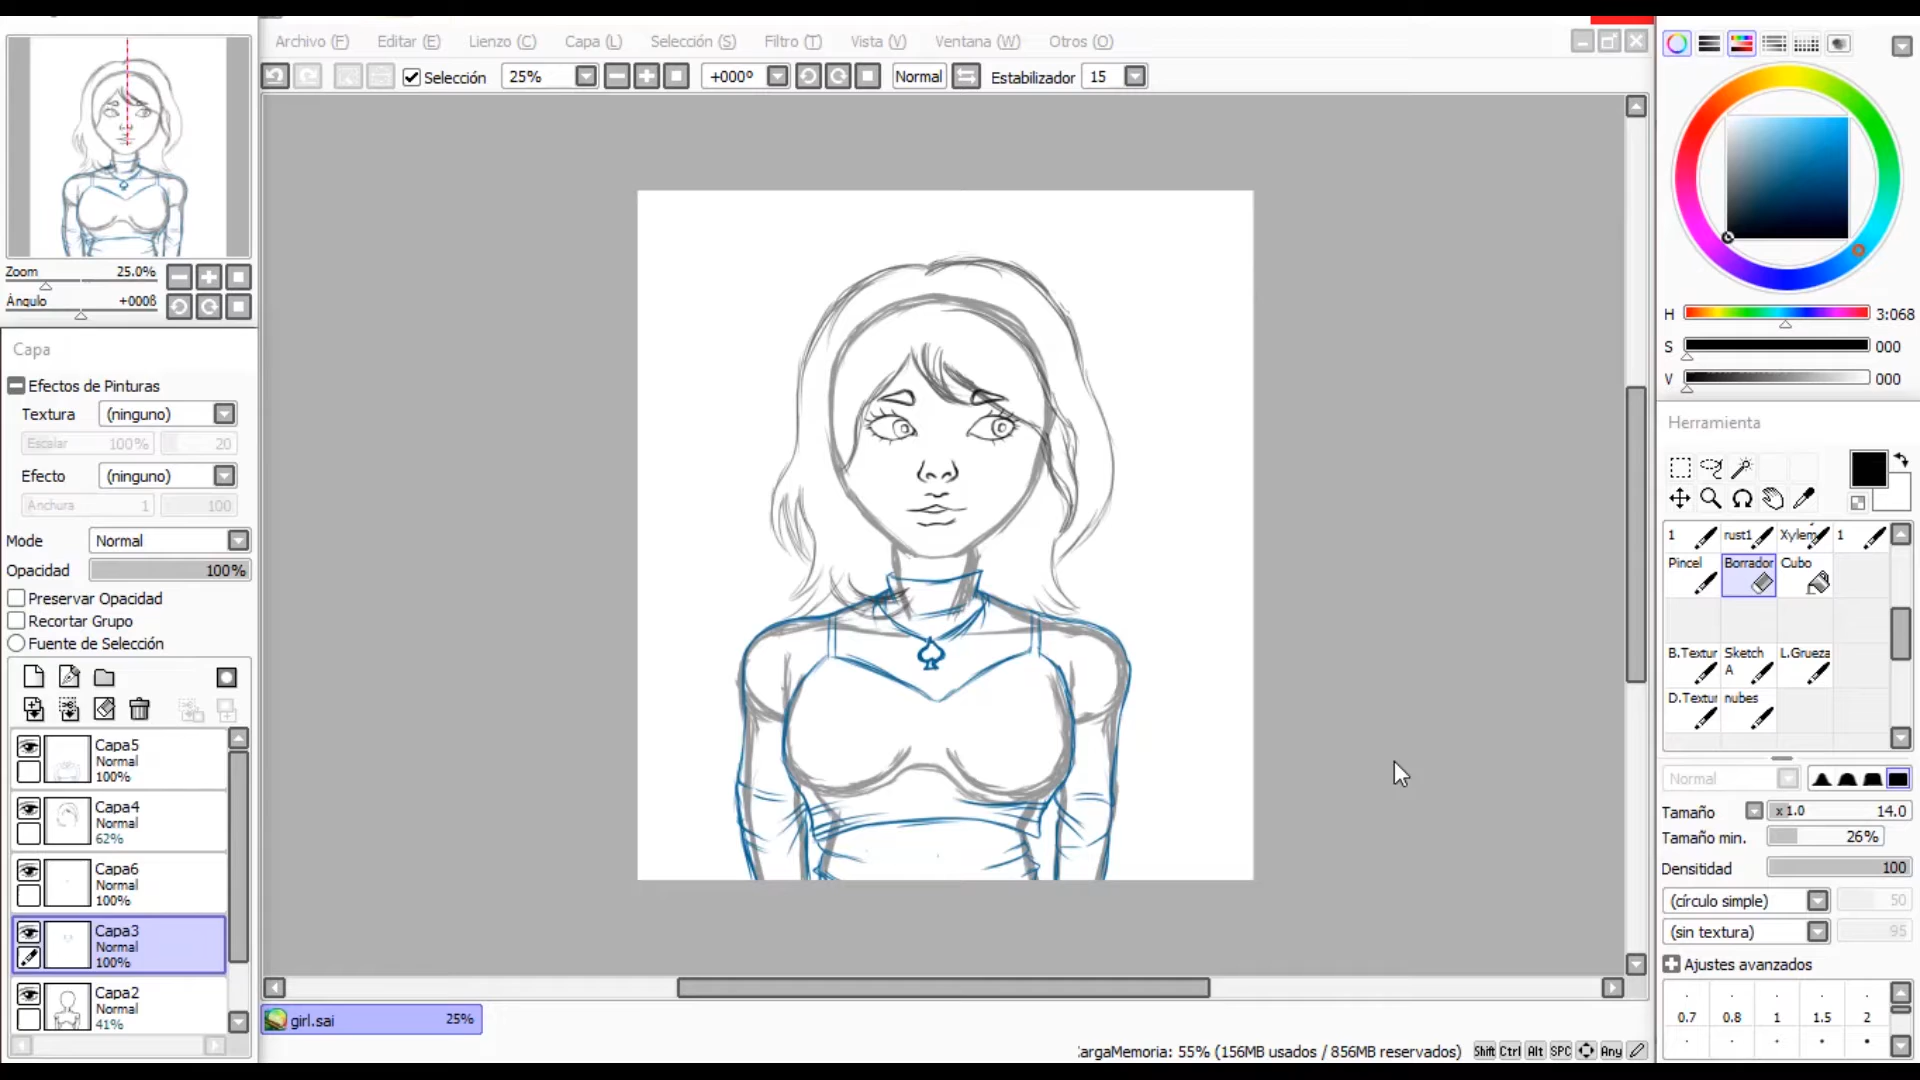 Archivo (F) Editar (E) Lienzo (C) Capa (L) Selección (S) Filtro (T) Vista (V) Ventana (W) Otros (O)
Selección 25% +000º Normal Estabilizador 15
Zoom 25.0%
Ángulo +000ß
Capa
Efectos de Pinturas
Textura (ninguno)
Escalar 100% 20
Efecto (ninguno)
Anchura 1 100
Mode Normal
Opacidad 100%
Preservar Opacidad
Recortar Grupo
Fuente de Selección
Capa5
Normal
100%
Capa4
Normal
62%
Capa6
Normal
100%
Capa3
Normal
100%
Capa2
Normal
41%
girl.sai 25%
CargaMemoria: 55% (156MB usados / 856MB reservados) Shift Ctrl Alt SPC Any
H 3:068
S 000
V 000
Herramienta
1 rust1 Xylem 1
Pincel Borrador Cubo
B.Textur Sketch A L.Grueza
D.Textur nubes
Normal
Tamaño x 1.0 14.0
Tamaño min. 26%
Densitidad 100
(círculo simple) 50
(sin textura) 95
Ajustes avanzados
0.7 0.8 1 1.5 2